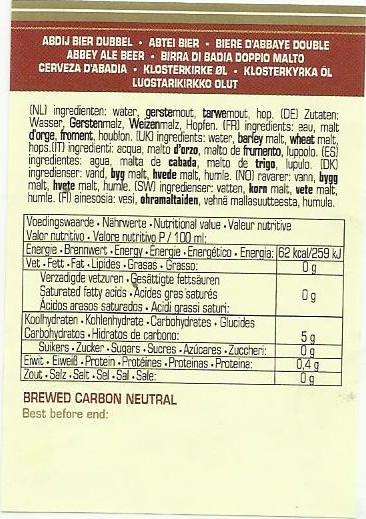 ABDIJ BIER DUBBEL • ABTEI BIER • BIERE D'ABBAYE DOUBLE
ABBEY ALE BEER • BIRRA DI BADIA DOPPIO MALTO
CERVEZA D'ABADIA • KLOSTERKIRKE ØL • KLOSTERKYRKA ÖL
LUOSTARIKIRKKO OLUT
(NL) ingredienten: water, gerstemout, tarwemout, hop. (DE) Zutaten:
Wasser, Gerstenmalz, Weizenmalz, Hopfen. (FR) ingrédients: eau, malt
d'orge, froment, houblon. (UK) ingredients: water, barley malt, wheat malt,
hops.(IT) ingredienti: acqua, malto d'orzo, malto de frumento, luppolo. (ES)
ingredientes: agua, malta de cabada, malto de trigo, lupulo. (DK)
ingredienser: vand, byg malt, hvede malt, humle. (NO) råvarer: vann, bygg
malt, hvete malt, humle. (SW) ingredienser: vatten, korn malt, vete malt,
humle. (FI) ainesosia: vesi, ohramaltaiden, vehnä mallasuutteesta, humula.
Voedingswaarde • Nährwerte • Nutritional value • Valeur nutritive
Valor nutritivo • Valore nutritivo P / 100 ml:
Energie • Brennwert • Energy • Énergie • Energético • Energia: 62 kcal/259 kJ
Vet • Fett • Fat • Lipides • Grasas • Grasso: 0 g
Verzadigde vetzuren • Gesättigte fettsäuren
Saturated fatty acids • Acides gras saturés 0 g
Ácidos arasos saturados • Acidi grassi saturi:
Koolhydraten • Kohlenhydrate • Carbohydrates • Glucides
Carbohydratos • Hidratos de carbono: 5 g
Suikers • Zucker • Sugars • Sucres • Azúcares • Zuccheri: 0 g
Eiwit • Eiweiß • Protein • Protéines • Proteinas • Proteina: 0,4 g
Zout • Salz • Salt • Sel • Sal • Sale: 0 g
BREWED CARBON NEUTRAL
Best before end: